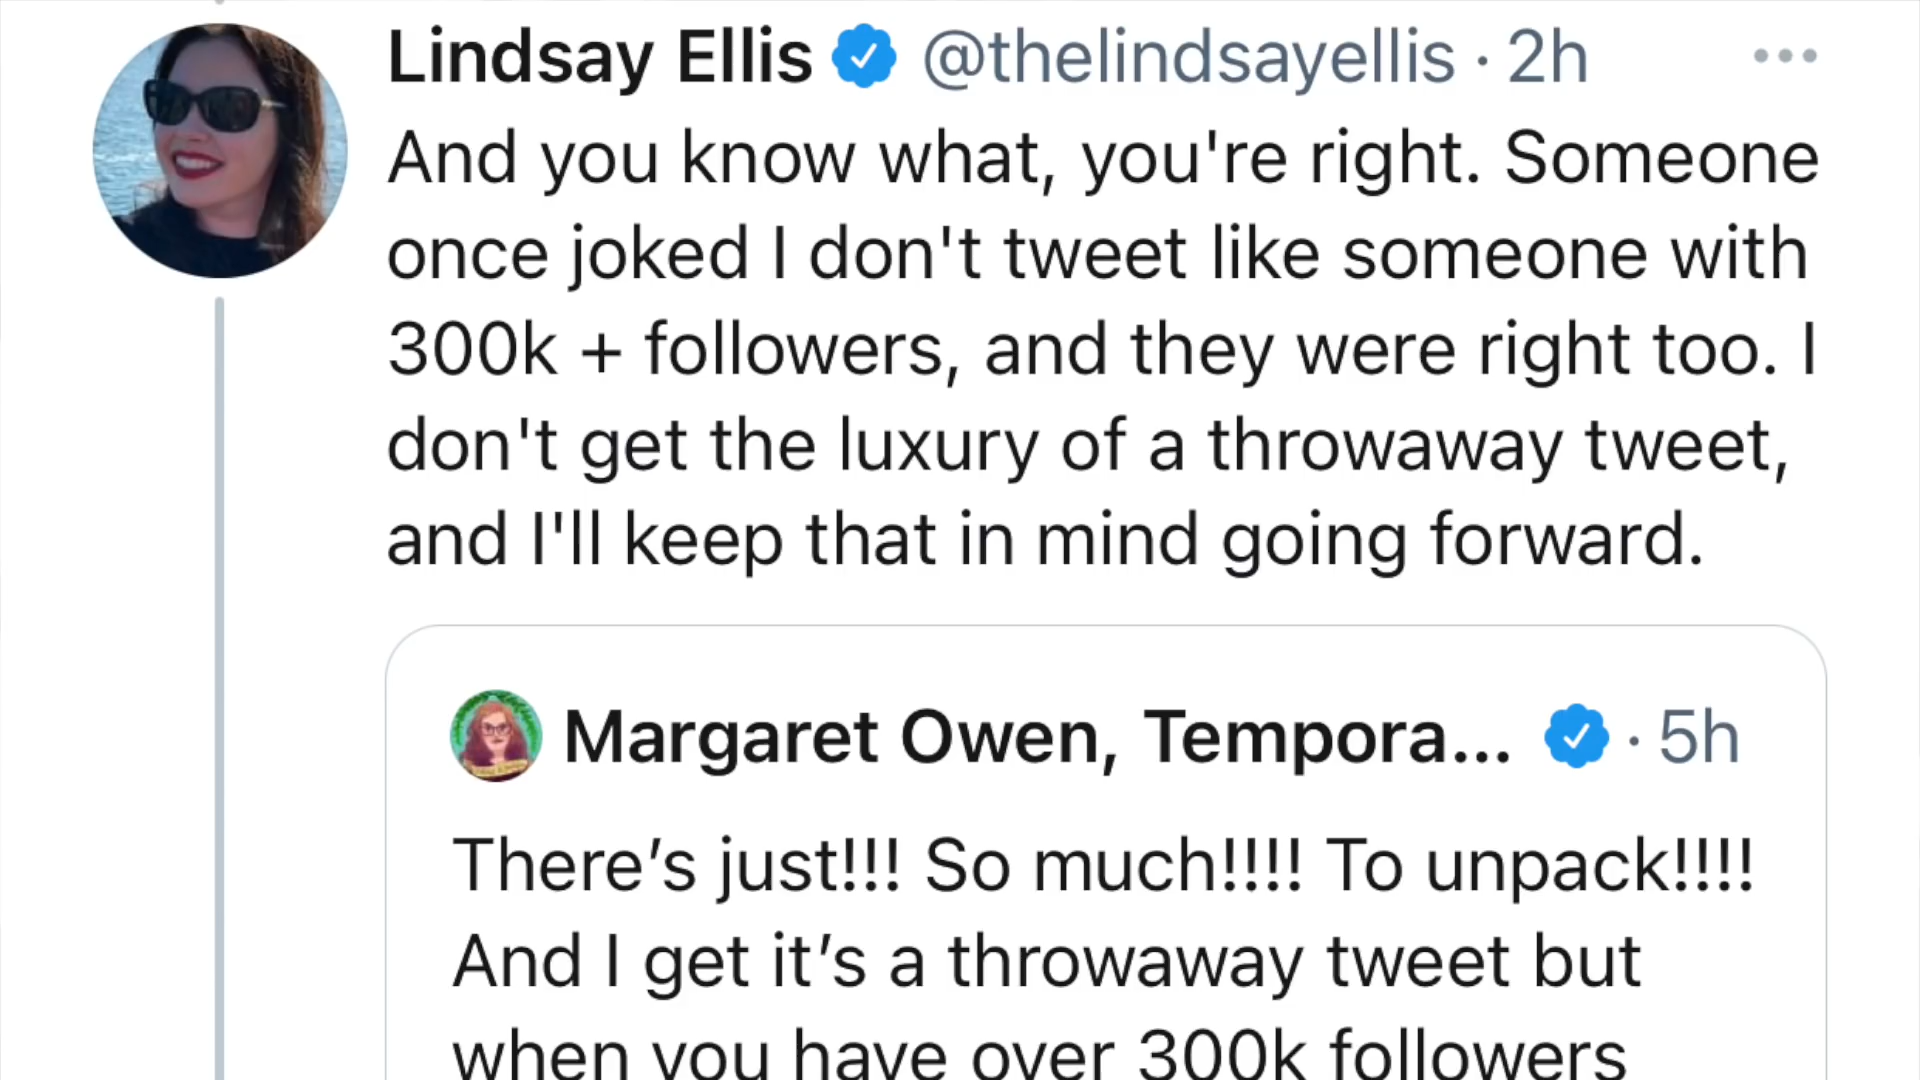 Lindsay Ellis @thelindsayellis · 2h
And you know what, you're right. Someone
once joked I don't tweet like someone with
300k + followers, and they were right too. I
don't get the luxury of a throwaway tweet,
and I'll keep that in mind going forward.
Margaret Owen, Tempora... · 5h
There’s just!!! So much!!!! To unpack!!!!
And I get it’s a throwaway tweet but
when you have over 300k followers